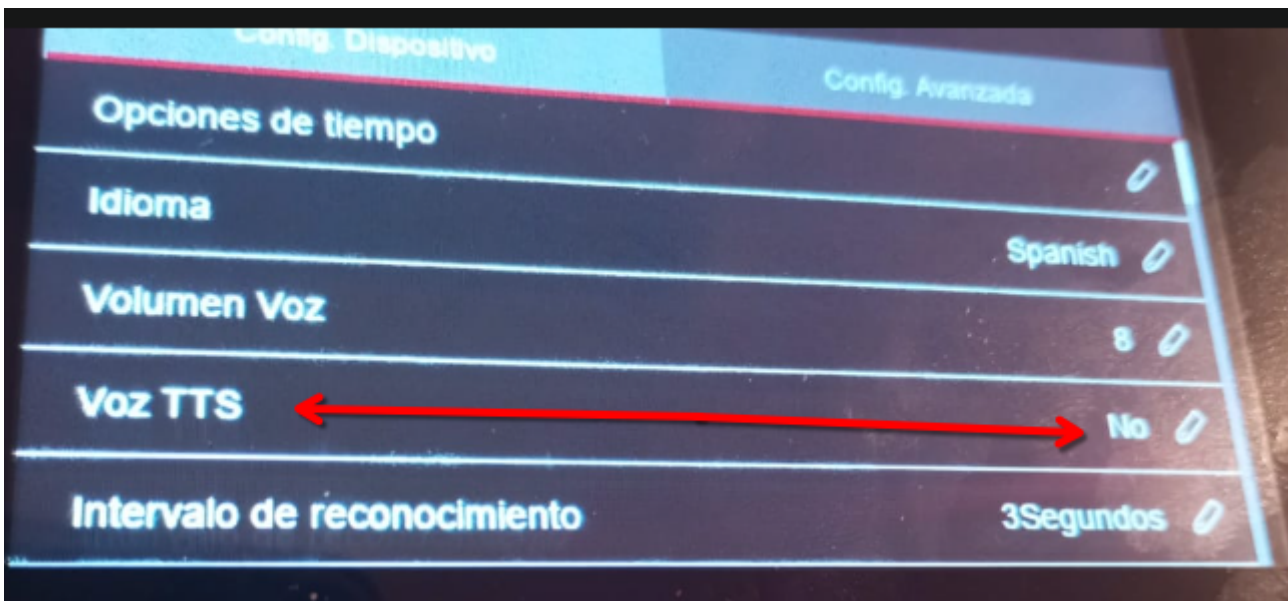 Config. Dispositivo
Config. Avanzada
Opciones de tiempo
Idioma
Spanish
Volumen Voz
8
Voz TTS
No
Intervalo de reconocimiento
3Segundos